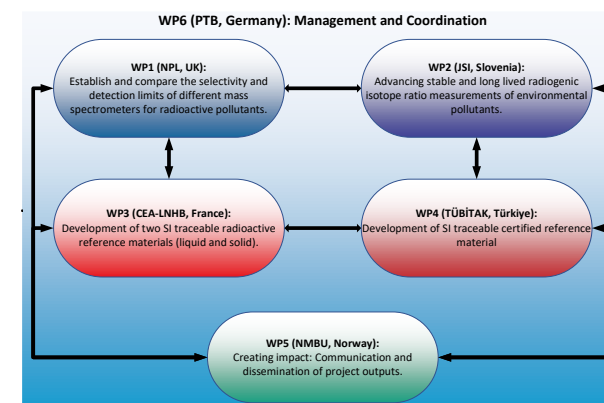 WP6 (PTB, Germany): Management and Coordination
WP1 (NPL, UK):
Establish and compare the selectivity and
detection limits of different mass
spectrometers for radioactive pollutants.
WP2 (JSI, Slovenia):
Advancing stable and long lived radiogenic
isotope ratio measurements of environmental
pollutants.
WP3 (CEA-LNHB, France):
Development of two SI traceable radioactive
reference materials (liquid and solid).
WP4 (TÜBİTAK, Türkiye):
Development of SI traceable certified reference
material
WP5 (NMBU, Norway):
Creating impact: Communication and
dissemination of project outputs.